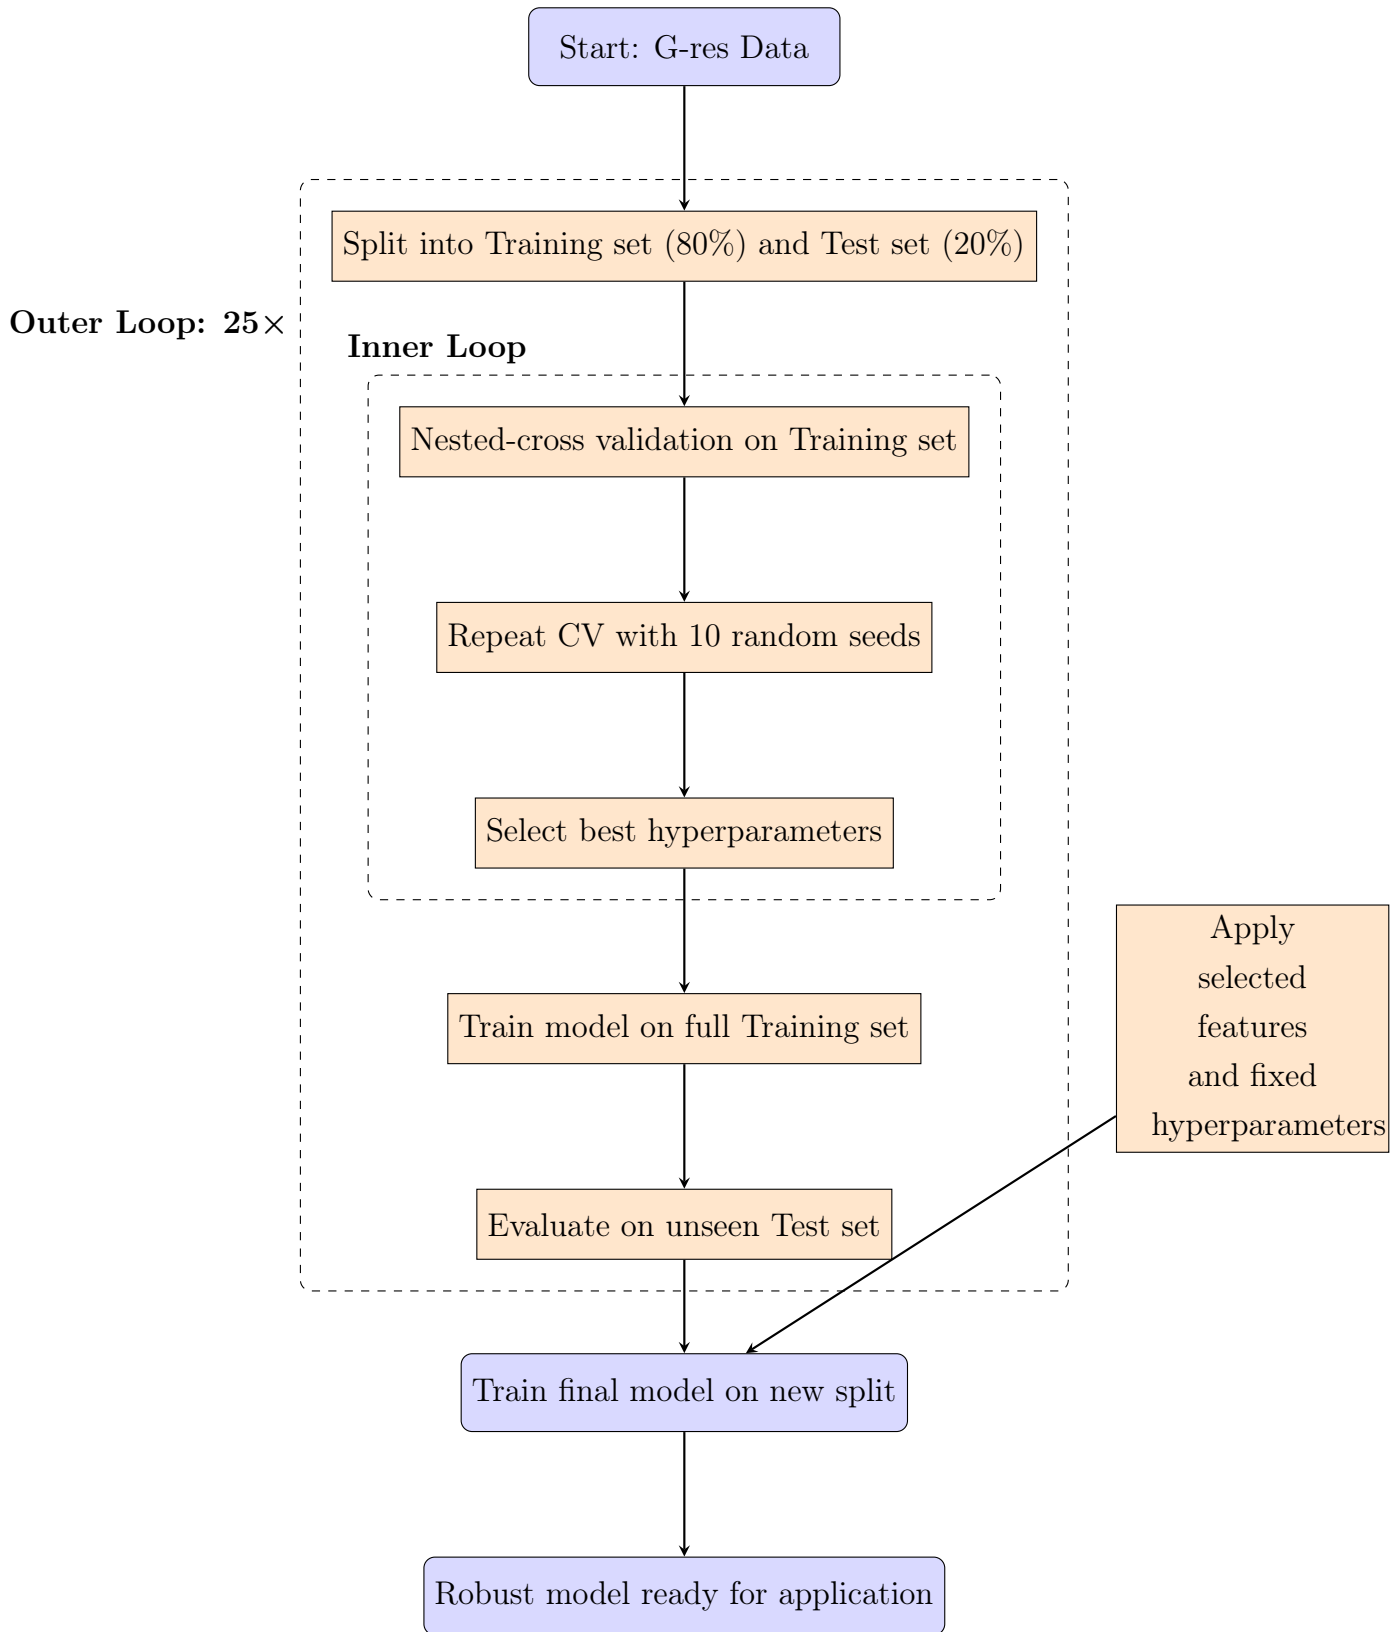 Start: G-res Data
Split into Training set (80%) and Test set (20%)
Outer Loop: 25×
Inner Loop
Nested-cross validation on Training set
Repeat CV with 10 random seeds
Select best hyperparameters
Apply
selected
features
and fixed
hyperparameters
Train model on full Training set
Evaluate on unseen Test set
Train final model on new split
Robust model ready for application